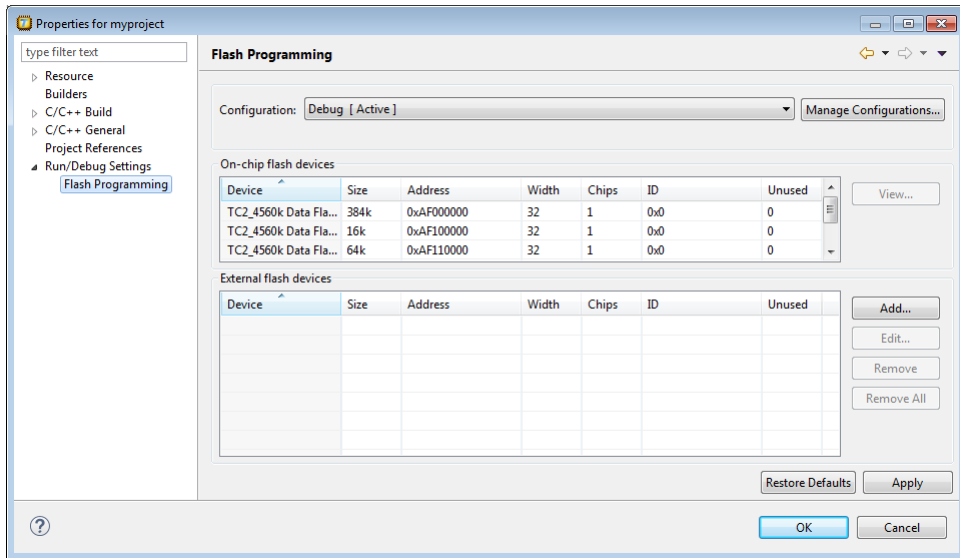 Properties for myproject
type filter text
Flash Programming
Resource
Builders
C/C++ Build
C/C++ General
Project References
Run/Debug Settings
Flash Programming
Configuration: Debug [ Active ] Manage Configurations...
On-chip flash devices
Device Size Address Width Chips ID Unused
TC2_4560k Data Fla... 384k 0xAF000000 32 1 0x0 0
TC2_4560k Data Fla... 16k 0xAF100000 32 1 0x0 0
TC2_4560k Data Fla... 64k 0xAF110000 32 1 0x0 0
View...
External flash devices
Device Size Address Width Chips ID Unused
Add...
Edit...
Remove
Remove All
Restore Defaults Apply
? OK Cancel